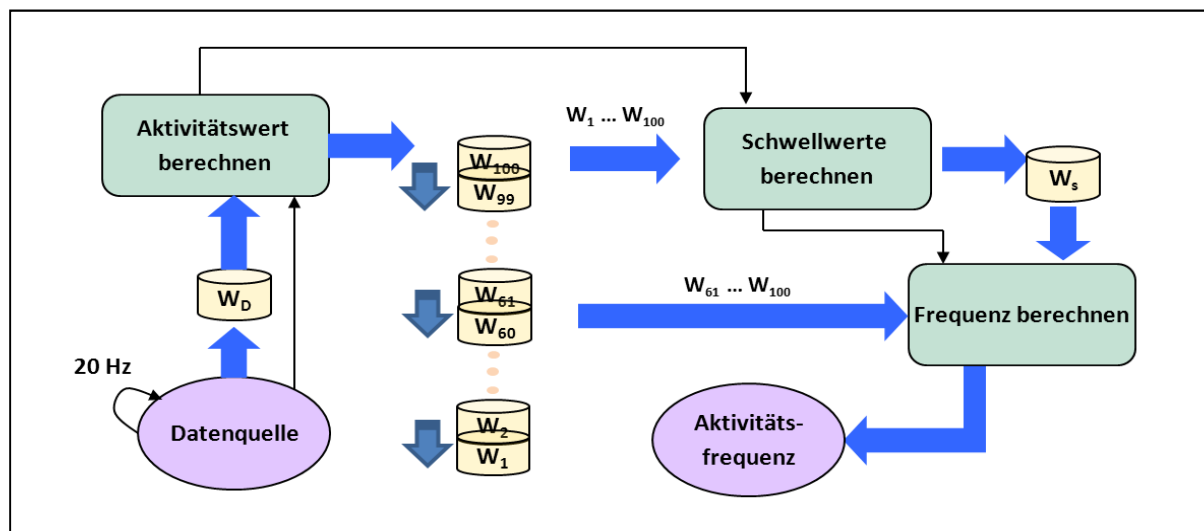 Aktivitätswert
berechnen
W₁ ... W₁₀₀
Schwellwerte
berechnen
W₁₀₀
W₉₉
Wₛ
W_D
W₆₁
W₆₀
W₆₁ ... W₁₀₀
Frequenz berechnen
20 Hz
Datenquelle
W₂
W₁
Aktivitäts-
frequenz